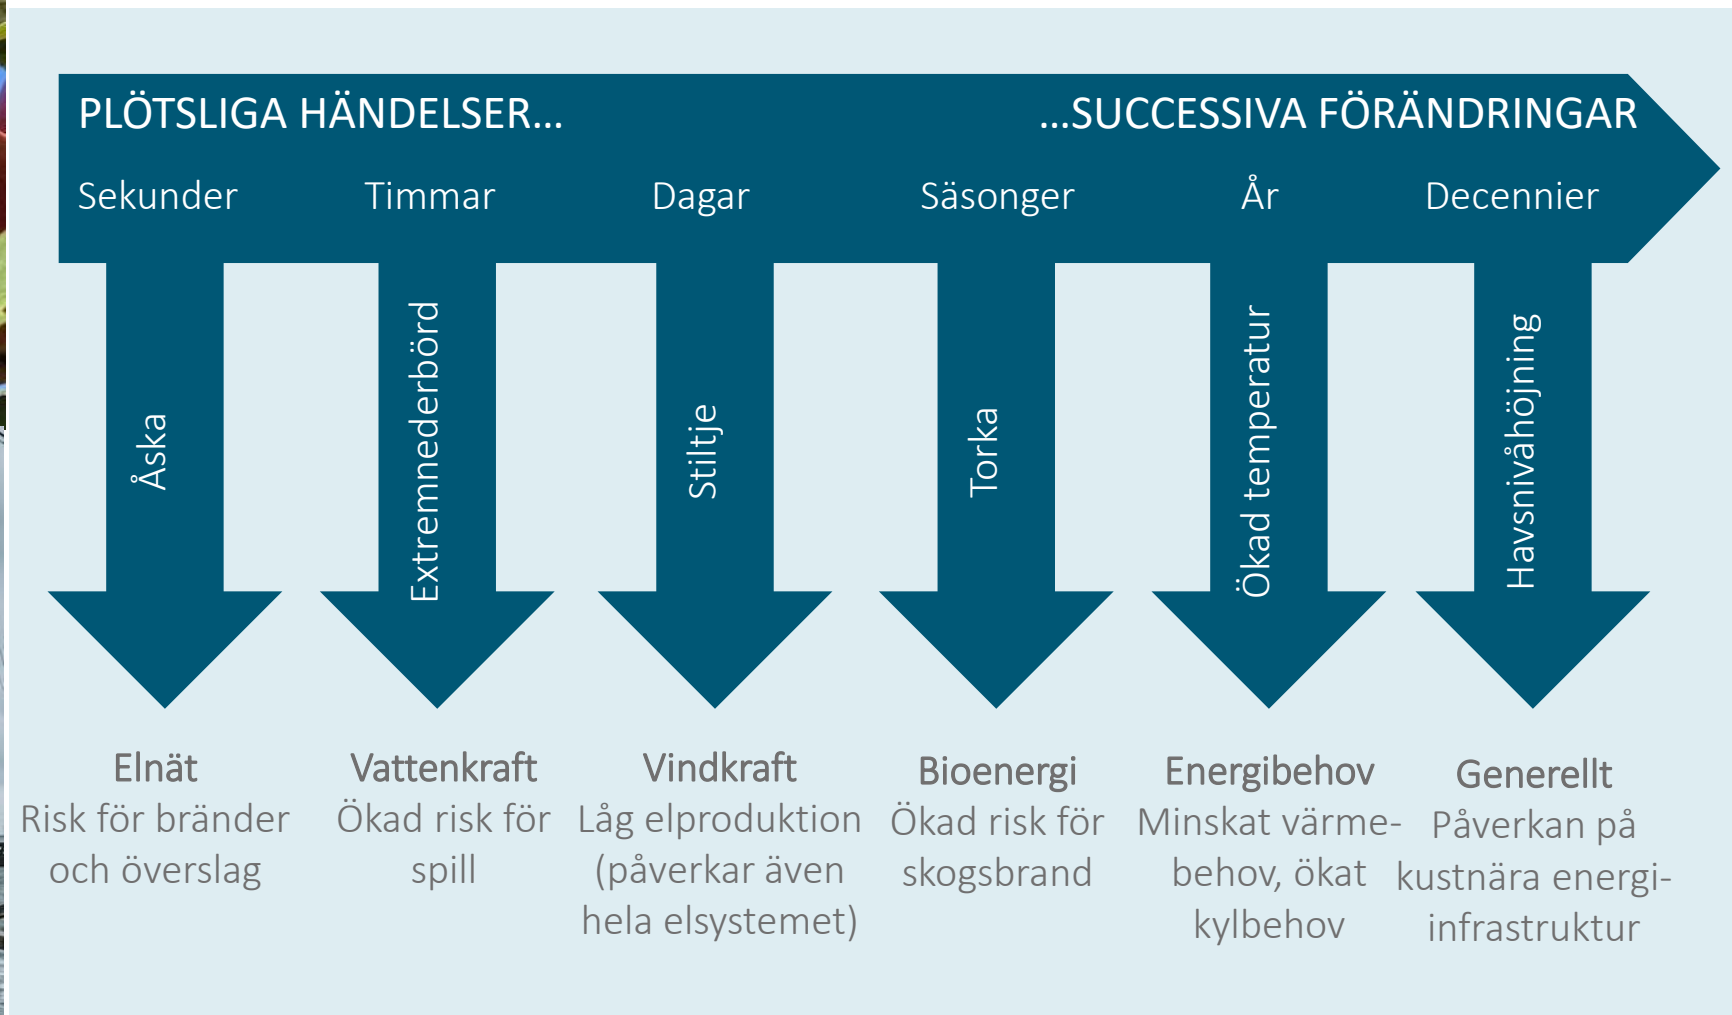 PLÖTSLIGA HÄNDELSER...
...SUCCESSIVA FÖRÄNDRINGAR
Sekunder
Timmar
Dagar
Säsonger
År
Decennier
Åska
Extremnederbörd
Stiltje
Torka
Ökad temperatur
Havsnivåhöjning
Elnät
Risk för bränder
och överslag
Vattenkraft
Ökad risk för
spill
Vindkraft
Låg elproduktion
(påverkar även
hela elsystemet)
Bioenergi
Ökad risk för
skogsbrand
Energibehov
Minskat värme-
behov, ökat
kylbehov
Generellt
Påverkan på
kustnära energi-
infrastruktur